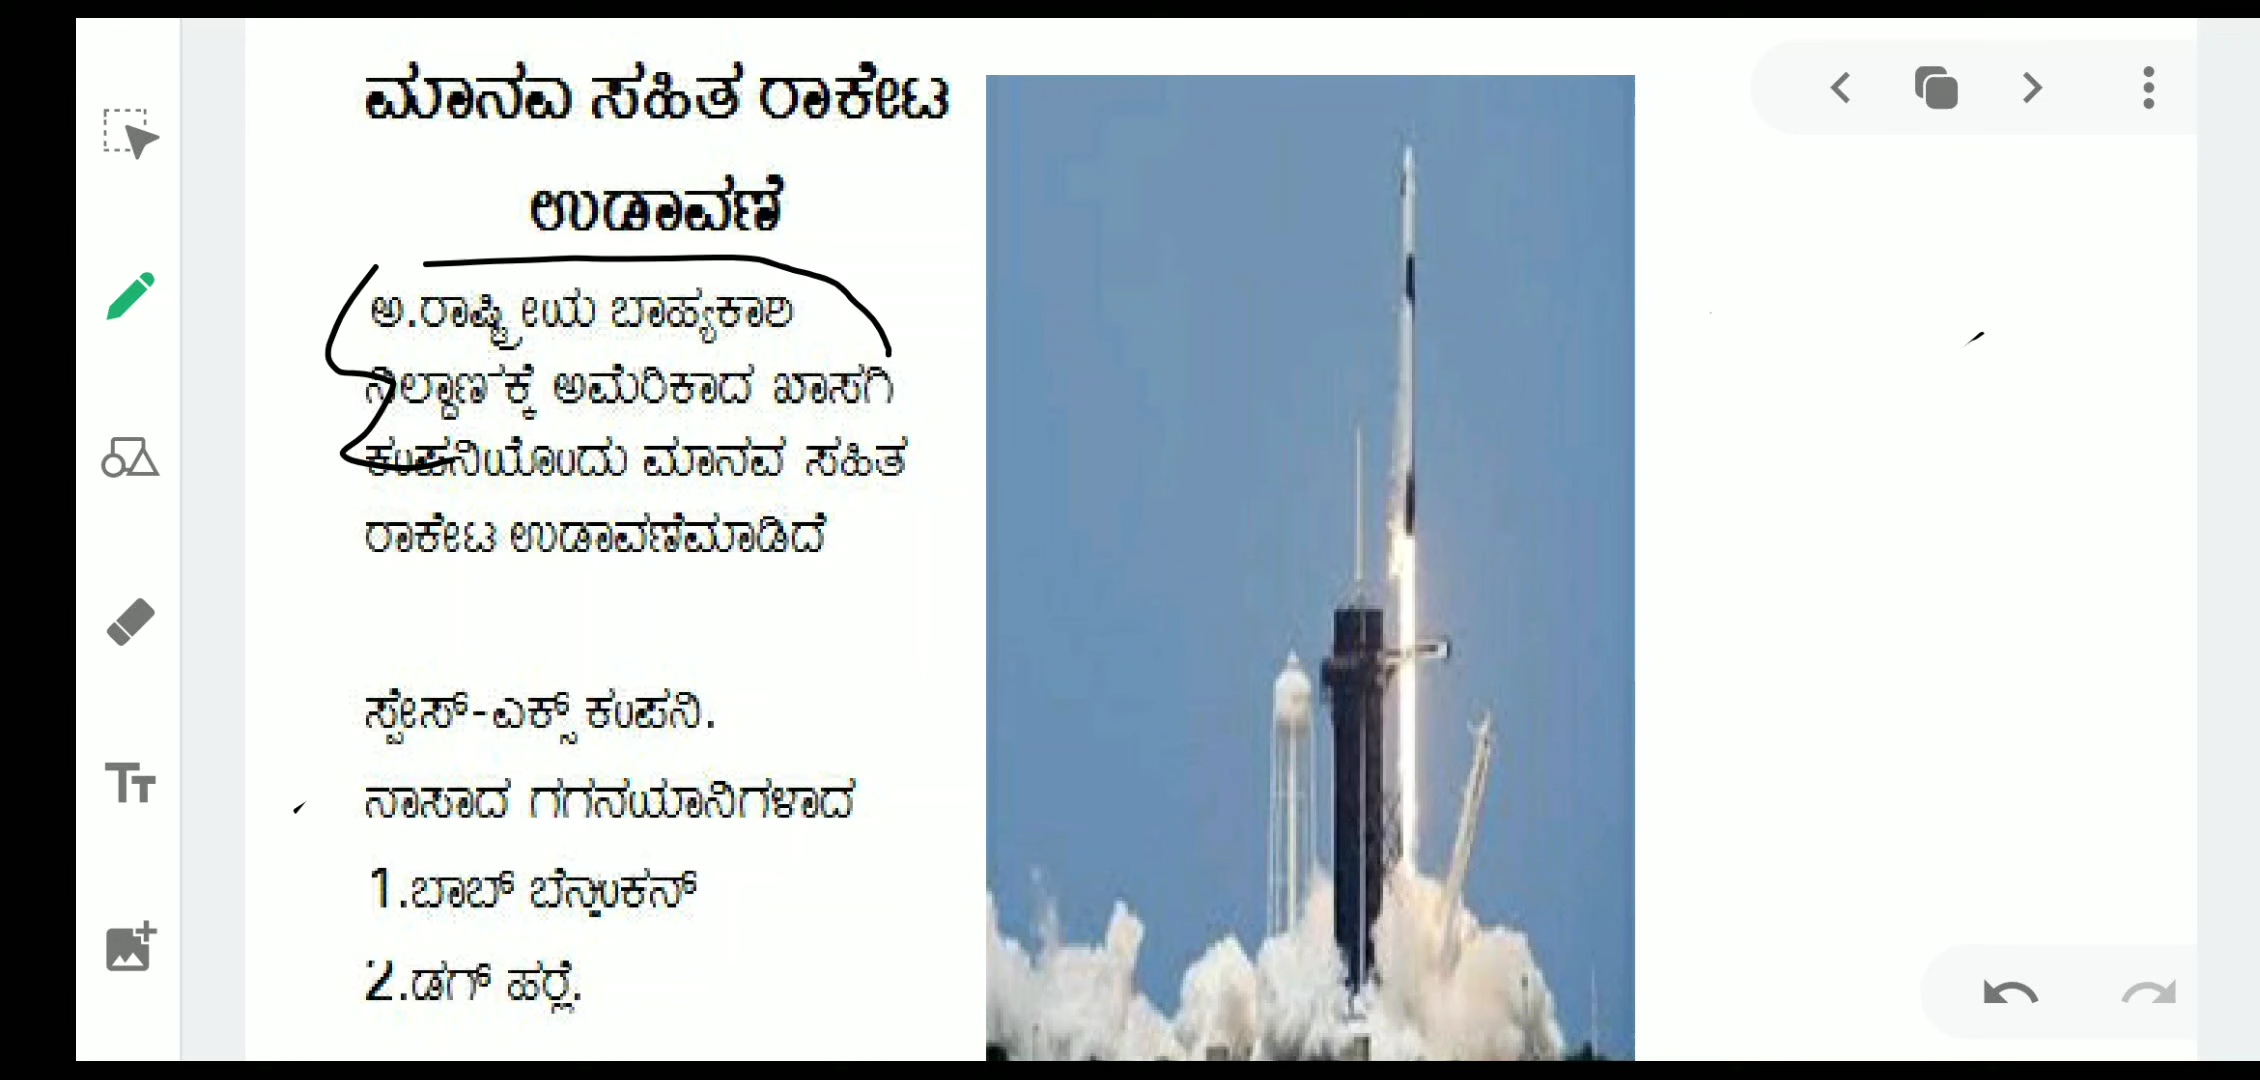 ಮಾನವ ಸಹಿತ ರಾಕೇಟ
ಉಡಾವಣೆ
ಅ.ರಾಷ್ಟ್ರೀಯ ಬಾಹ್ಯಕಾಶ
ನಿಲ್ದಾಣಕ್ಕೆ ಅಮೆರಿಕಾದ ಖಾಸಗಿ
ಕಂಪನಿಯೊಂದು ಮಾನವ ಸಹಿತ
ರಾಕೇಟ ಉಡಾವಣೆಮಾಡಿದೆ
ಸ್ಪೇಸ್-ಎಕ್ಸ್ ಕಂಪನಿ.
ನಾಸಾದ ಗಗನಯಾನಿಗಳಾದ
1.ಬಾಬ್ ಬೆನ್ಖಂಕನ್
2.ಡಗ್ ಹರ್ಲೆ.
Tт